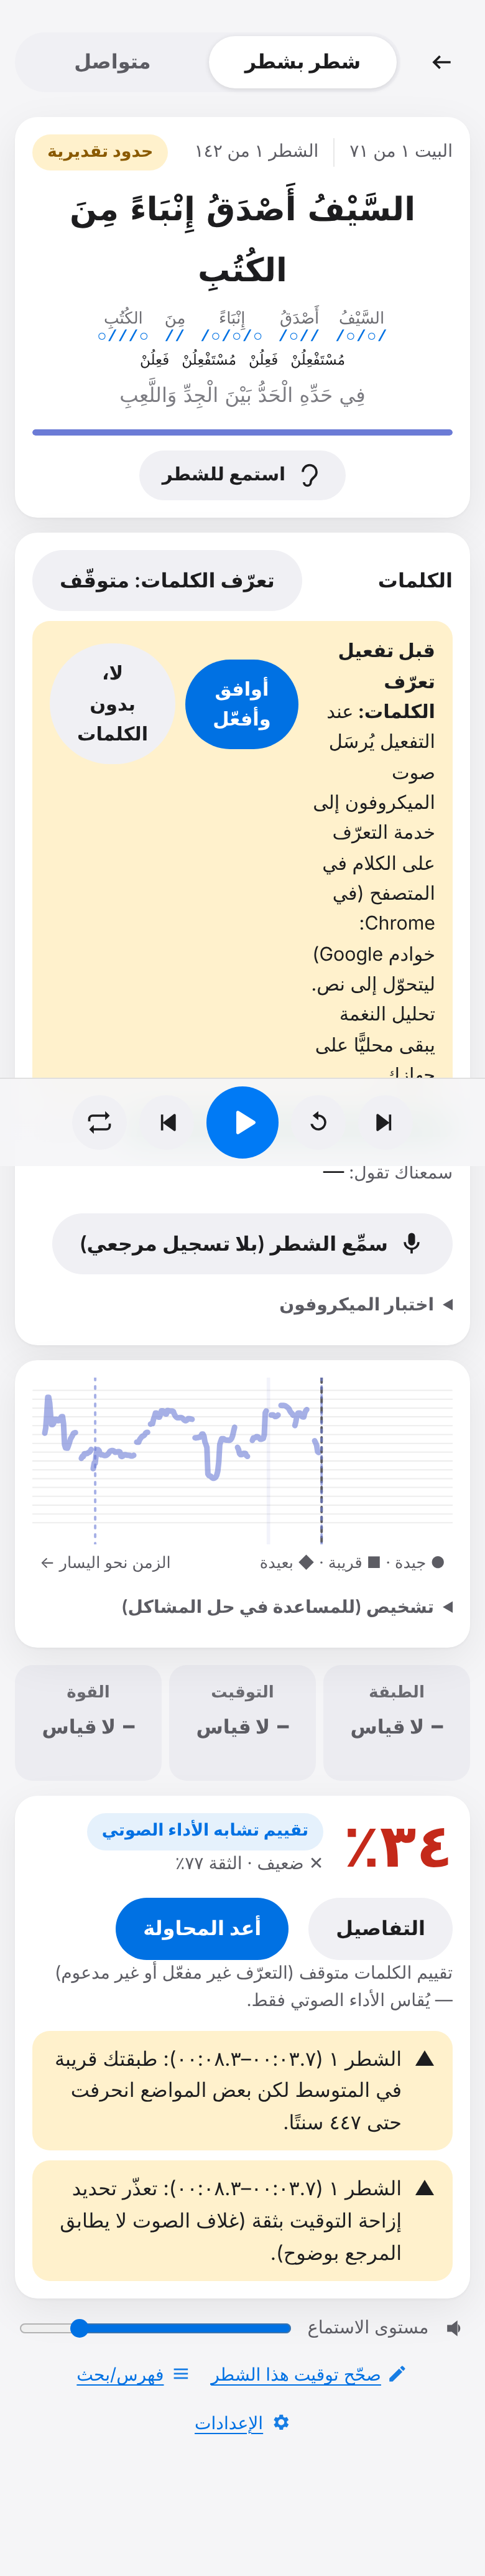 شطر بشطر
متواصل
البيت ١ من ٧١
الشطر ١ من ١٤٢
حدود تقديرية
السَّيْفُ أَصْدَقُ إِنْبَاءً مِنَ
الكُتُبِ
السَّيْفُ أَصْدَقُ إِنْبَاءً مِنَ الكُتُبِ
/٥/٥/ //٥/ ٥/٥/٥/ // ٥///٥
مُسْتَفْعِلُنْ فَعِلُنْ مُسْتَفْعِلُنْ فَعِلُنْ
فِي حَدِّهِ الْحَدُّ بَيْنَ الْجِدِّ وَاللَّعِبِ
استمع للشطر
الكلمات
تعرّف الكلمات: متوقّف
قبل تفعيل
تعرّف
الكلمات: عند
التفعيل يُرسَل
صوت
الميكروفون إلى
خدمة التعرّف
على الكلام في
المتصفح (في
Chrome:
خوادم Google)
ليتحوّل إلى نص.
تحليل النغمة
يبقى محليًّا على
جهازك
أوافق
وأفعّل
لا،
بدون
الكلمات
سمعناك تقول: —
سمِّع الشطر (بلا تسجيل مرجعي)
اختبار الميكروفون
● جيدة · ■ قريبة · ◆ بعيدة
الزمن نحو اليسار ←
تشخيص (للمساعدة في حل المشاكل)
الطبقة
– لا قياس
التوقيت
– لا قياس
القوة
– لا قياس
٣٤٪
تقييم تشابه الأداء الصوتي
✕ ضعيف · الثقة ٧٧٪
التفاصيل
أعد المحاولة
تقييم الكلمات متوقف (التعرّف غير مفعّل أو غير مدعوم)
— يُقاس الأداء الصوتي فقط.
▲ الشطر ١ (٠٠:٠٣.٧–٠٠:٠٨.٣): طبقتك قريبة
في المتوسط لكن بعض المواضع انحرفت
حتى ٤٤٧ سنتًا.
▲ الشطر ١ (٠٠:٠٣.٧–٠٠:٠٨.٣): تعذّر تحديد
إزاحة التوقيت بثقة (غلاف الصوت لا يطابق
المرجع بوضوح).
مستوى الاستماع
صحّح توقيت هذا الشطر
فهرس/بحث
الإعدادات